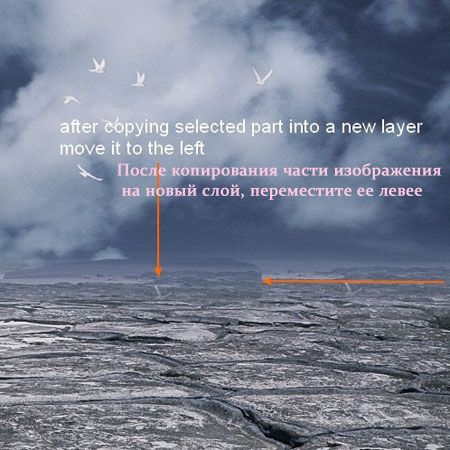 after copying selected part into a new layer
move it to the left
После копирования части изображения
на новый слой, переместите ее левее